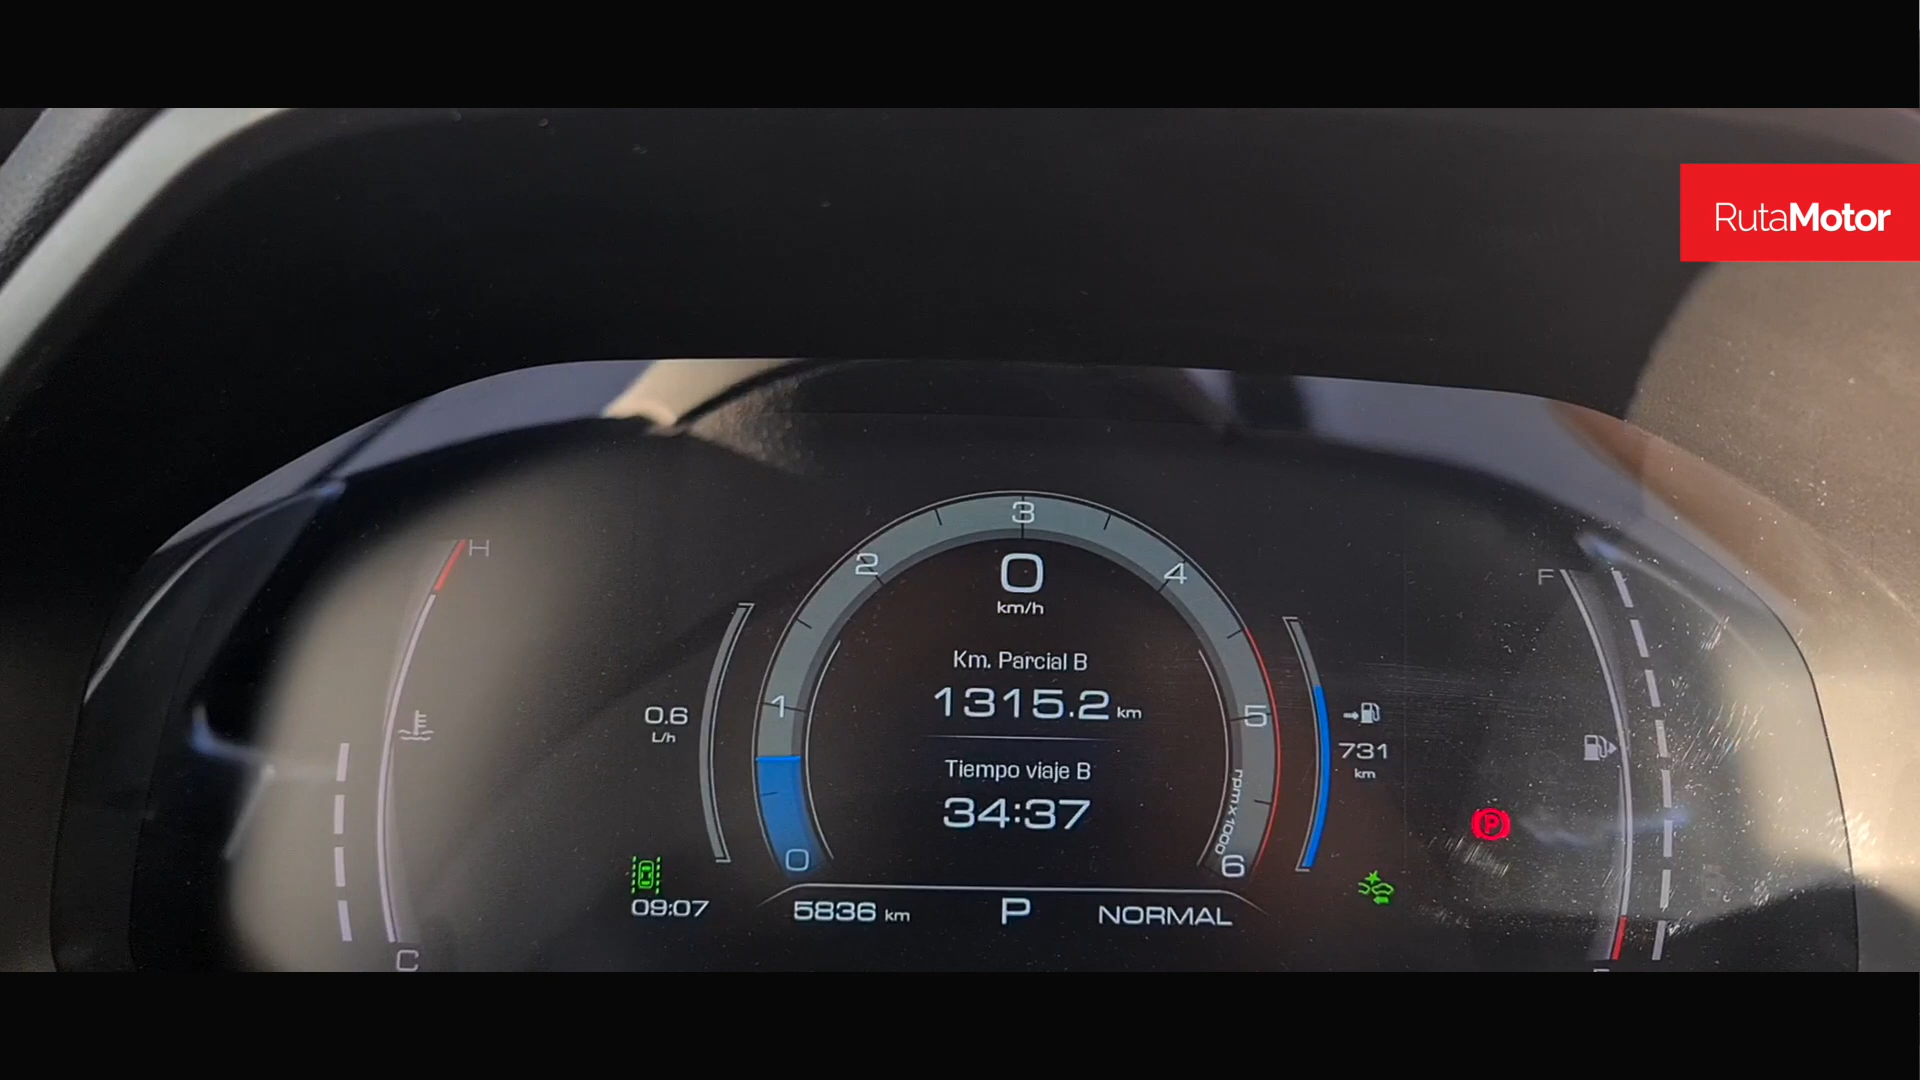 RutaMotor
H
3
2
4
0
km/h
F
Km. Parcial B
1315.2 km
1
5
0.6
L/h
731
km
Tiempo viaje B
34:37
rpm x 1000
P
0
6
09:07
5836 km
P
NORMAL
C